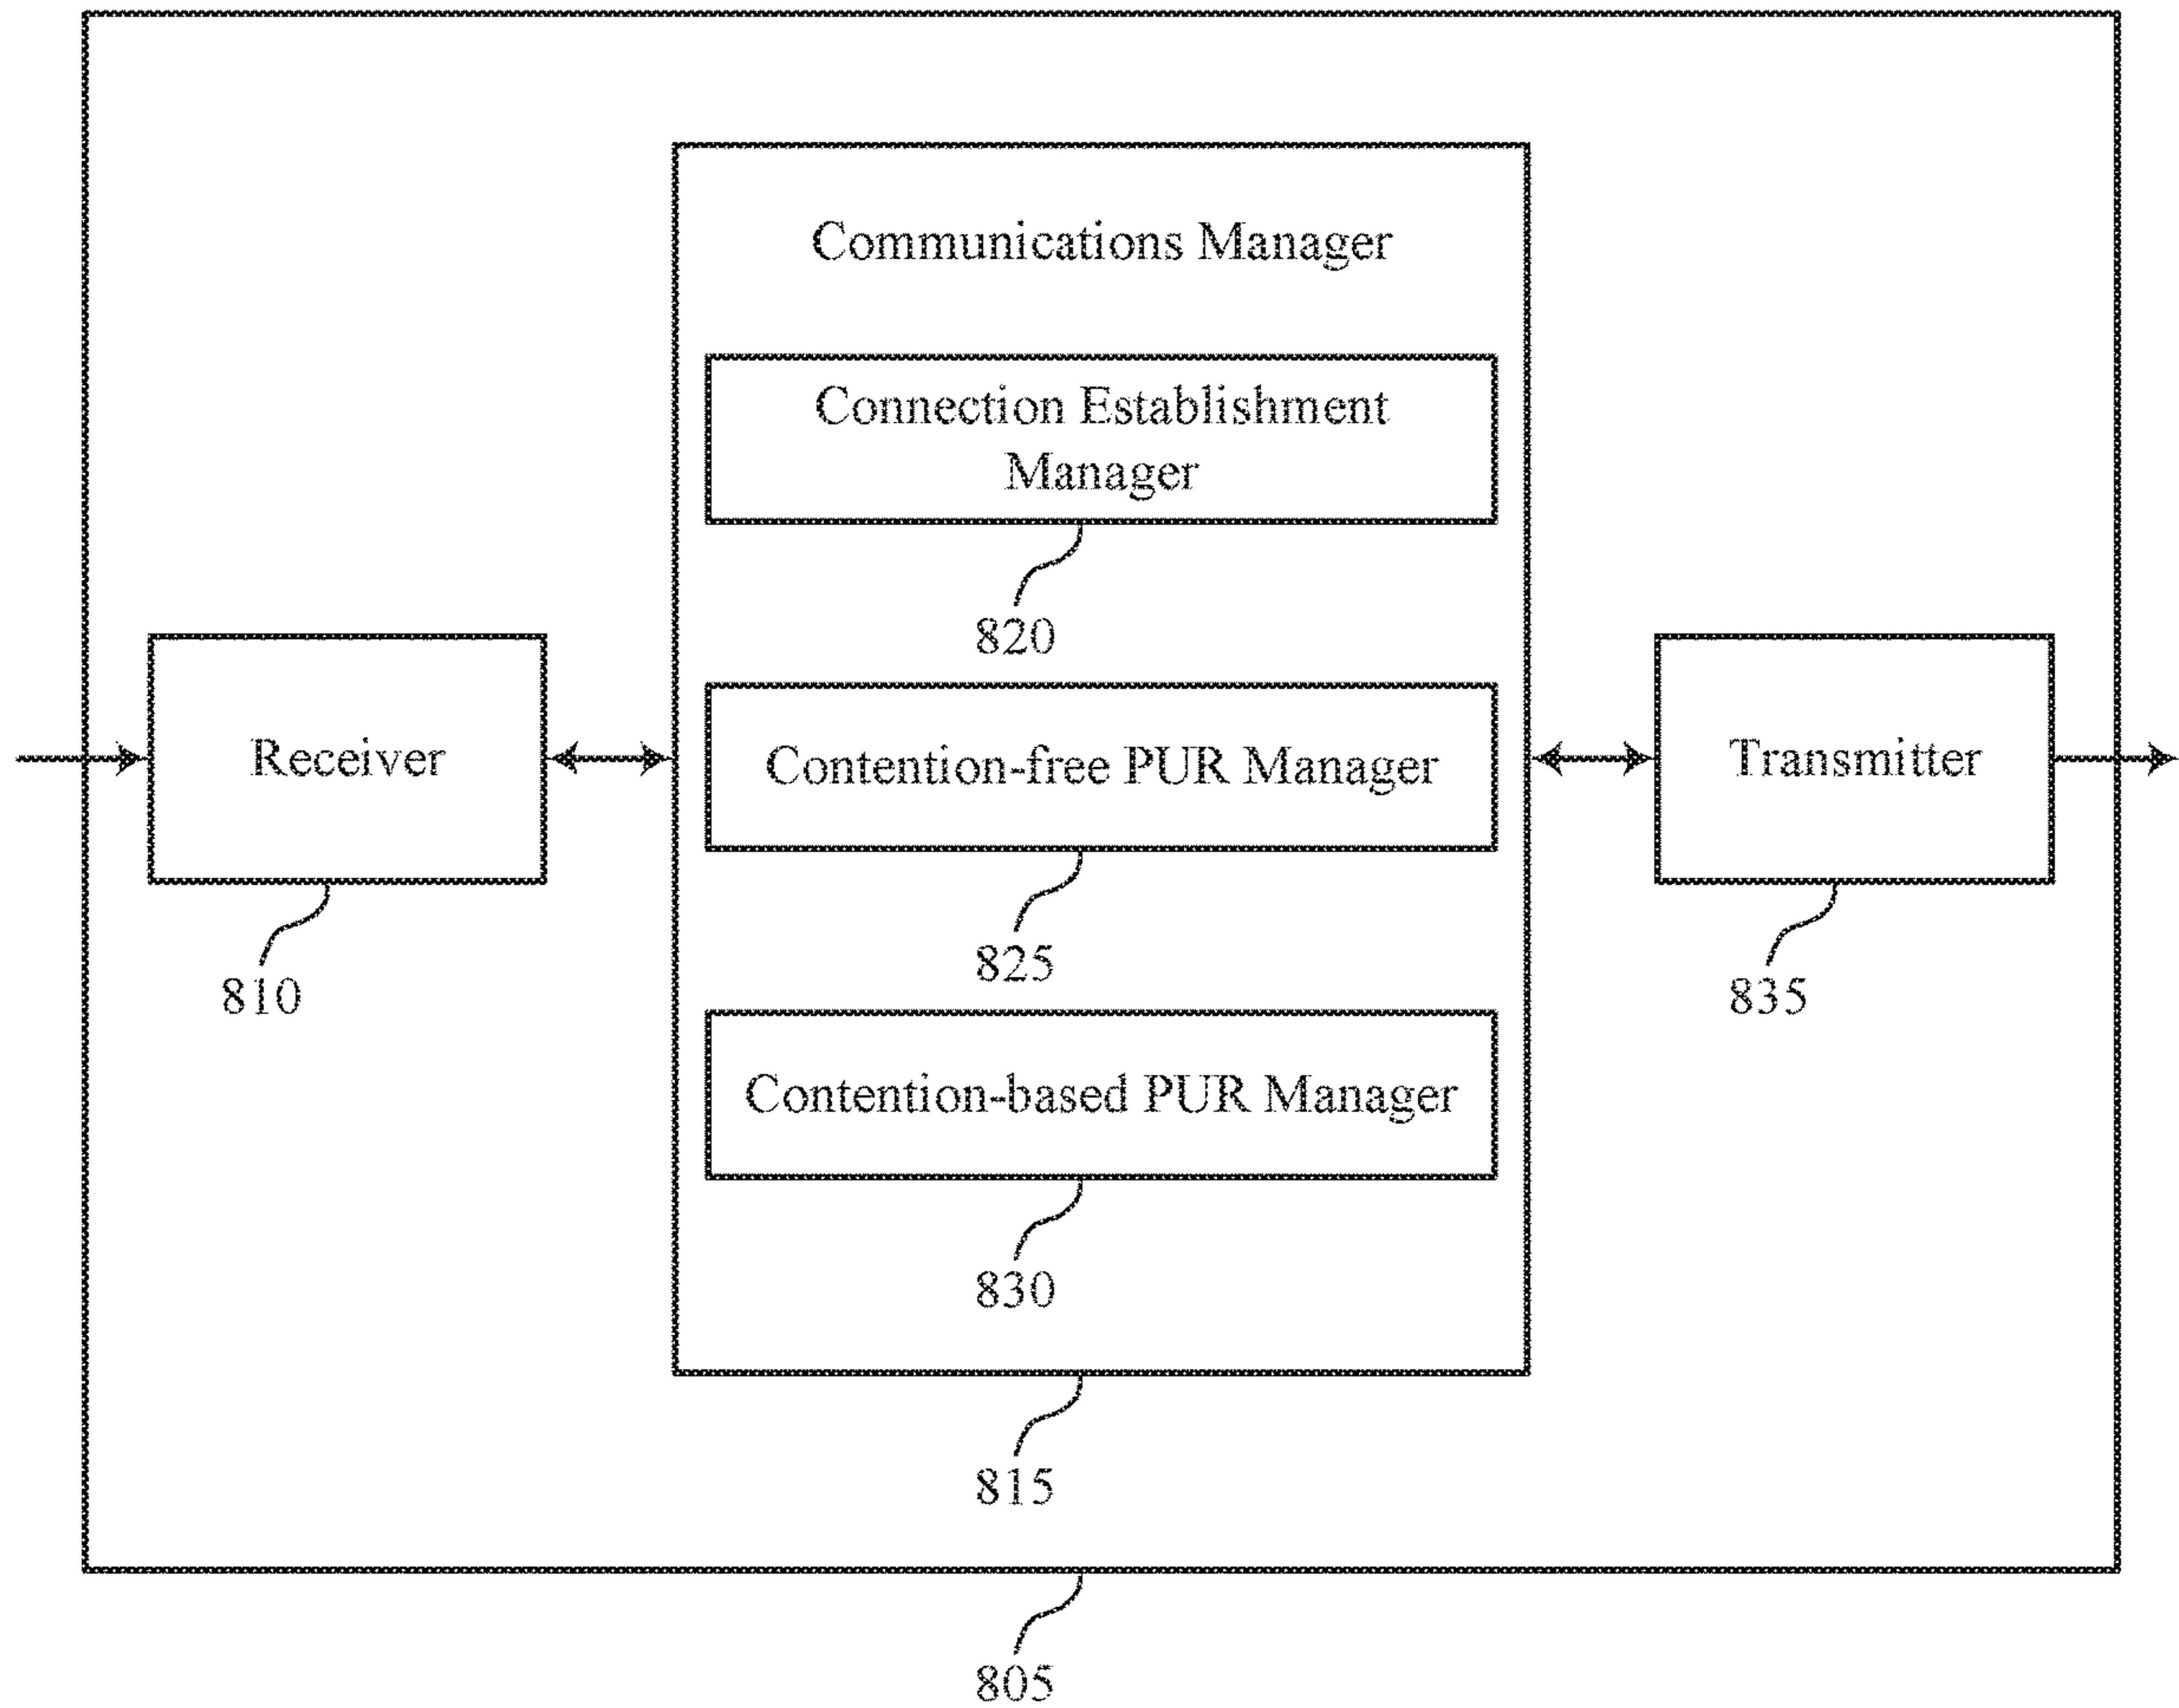 Communications Manager
Connection Establishment
Manager
820
Receiver
810
Contention-free PUR Manager
825
Transmitter
835
Contention-based PUR Manager
830
815
805